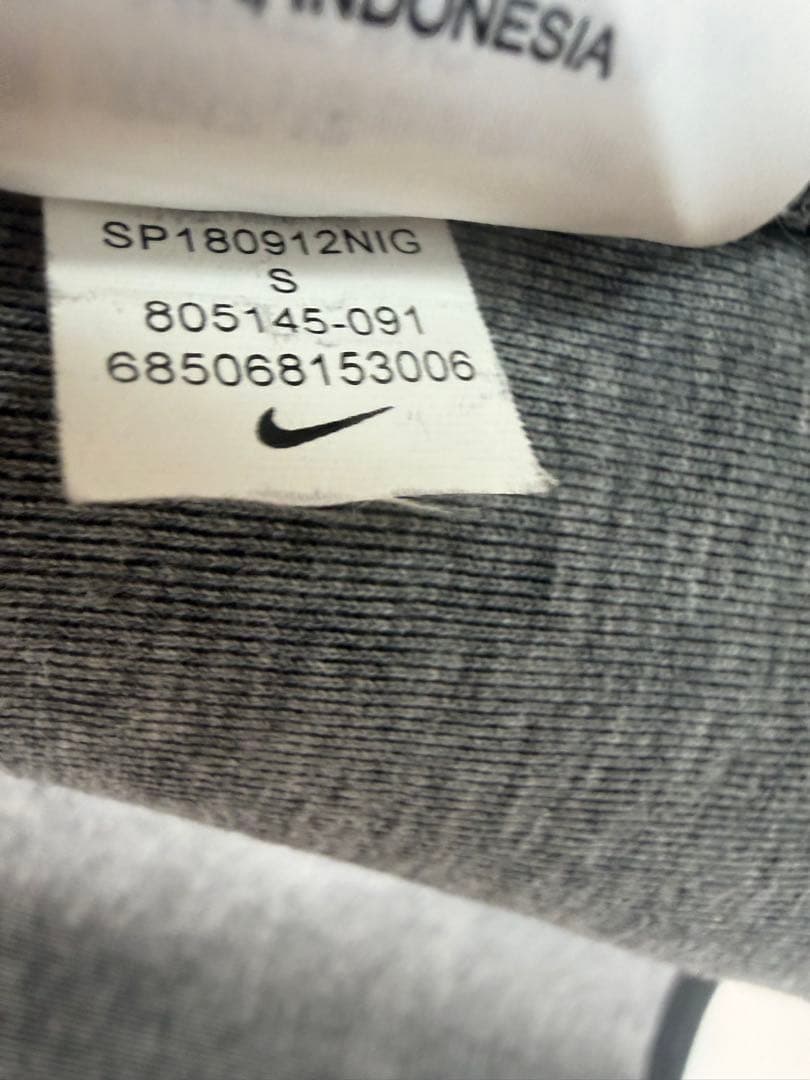 INDONESIA
SP180912NIG
S
805145-091
685068153006